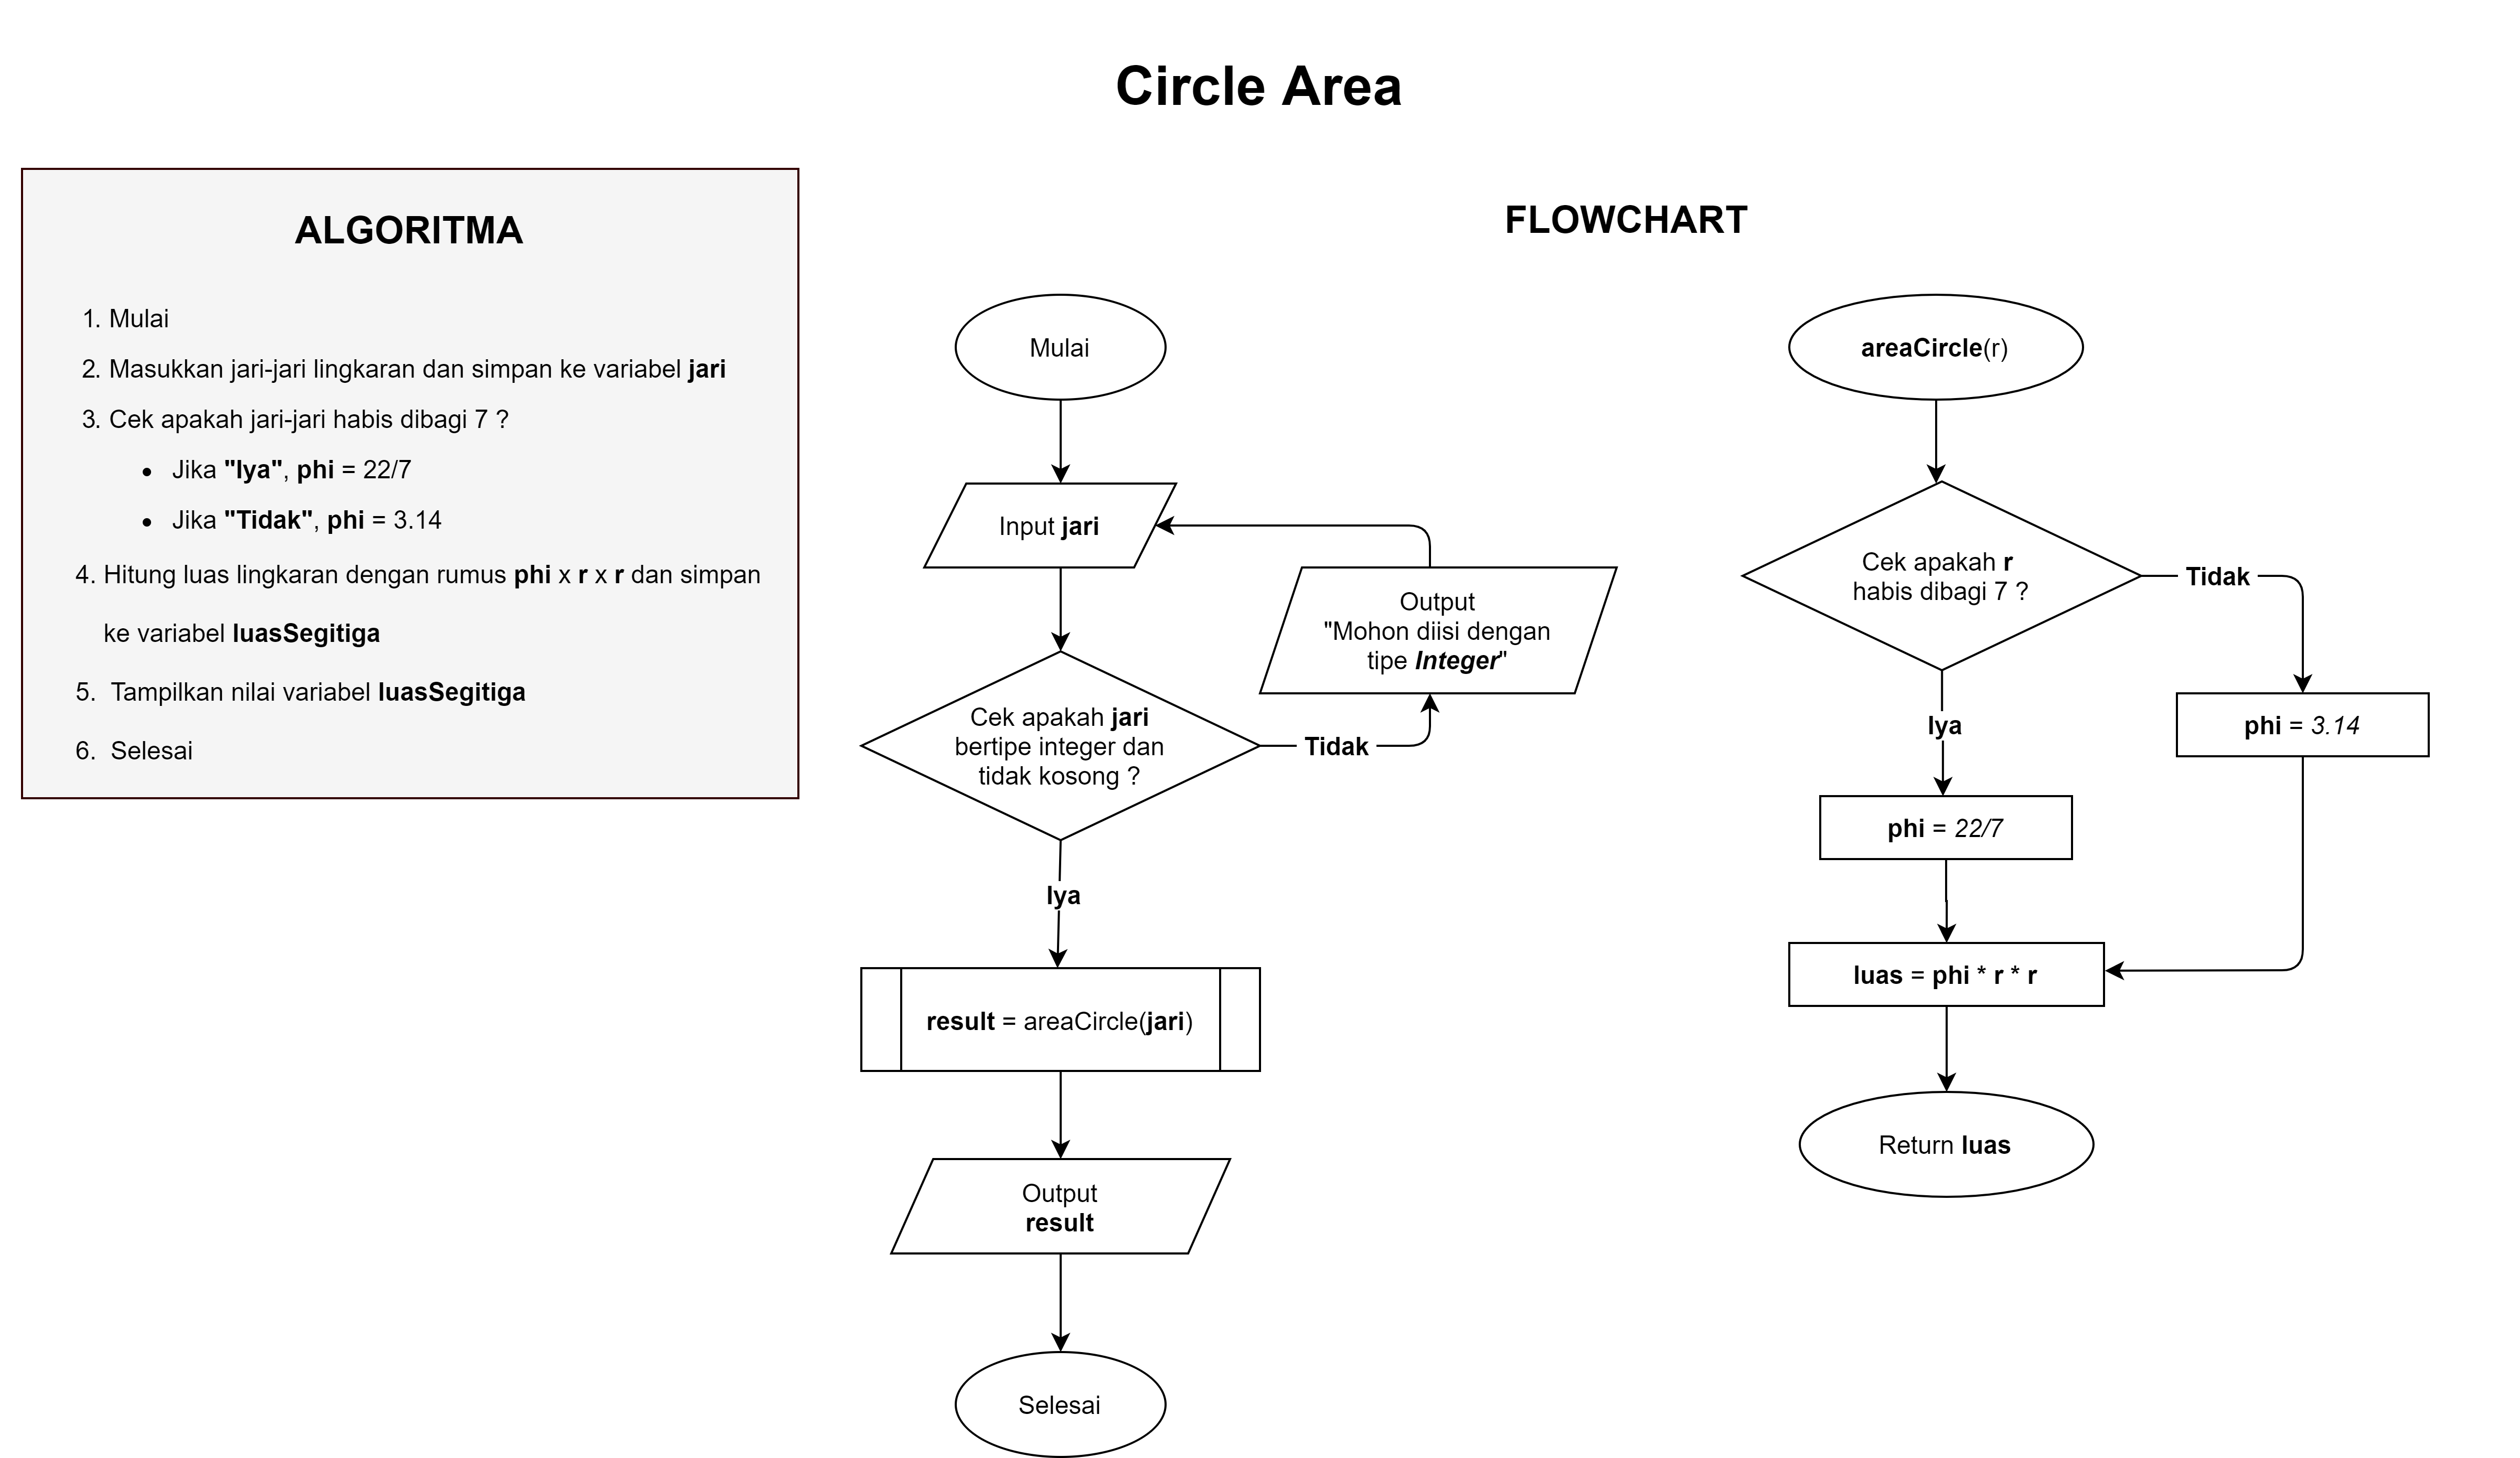 Circle Area
ALGORITMA
1. Mulai
2. Masukkan jari-jari lingkaran dan simpan ke variabel jari
3. Cek apakah jari-jari habis dibagi 7 ?
• Jika "Iya", phi = 22/7
• Jika "Tidak", phi = 3.14
4. Hitung luas lingkaran dengan rumus phi x r x r dan simpan
ke variabel luasSegitiga
5. Tampilkan nilai variabel luasSegitiga
6. Selesai
FLOWCHART
Mulai
Input jari
Output
"Mohon diisi dengan
tipe Integer"
Cek apakah jari
bertipe integer dan
tidak kosong ?
Tidak
Iya
result = areaCircle(jari)
Output
result
Selesai
areaCircle(r)
Cek apakah r
habis dibagi 7 ?
Tidak
Iya
phi = 3.14
phi = 22/7
luas = phi * r * r
Return luas